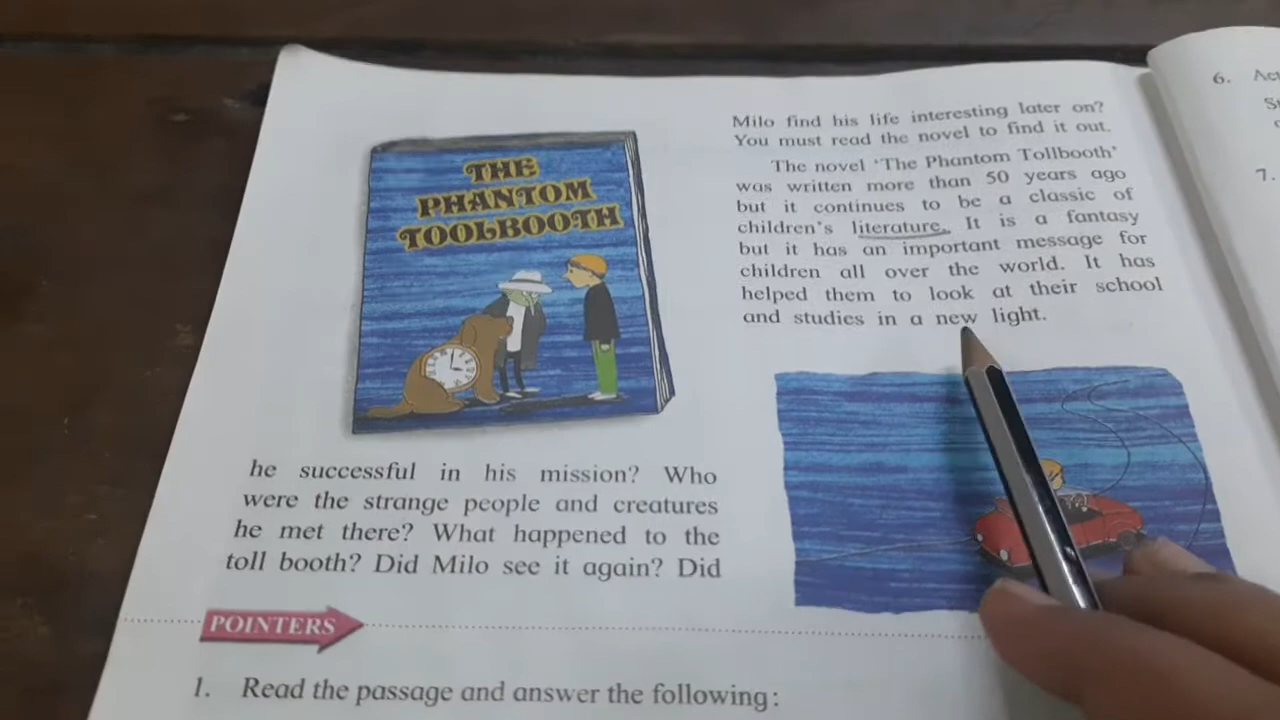 THE
PHANTOM
TOOLBOOTH
he successful in his mission? Who
were the strange people and creatures
he met there? What happened to the
toll booth? Did Milo see it again? Did
Milo find his life interesting later on?
You must read the novel to find it out.
The novel ‘The Phantom Tollbooth’
was written more than 50 years ago
but it continues to be a classic of
children’s literature. It is a fantasy
but it has an important message for
children all over the world. It has
helped them to look at their school
and studies in a new light.
POINTERS
1. Read the passage and answer the following:
6.
7.